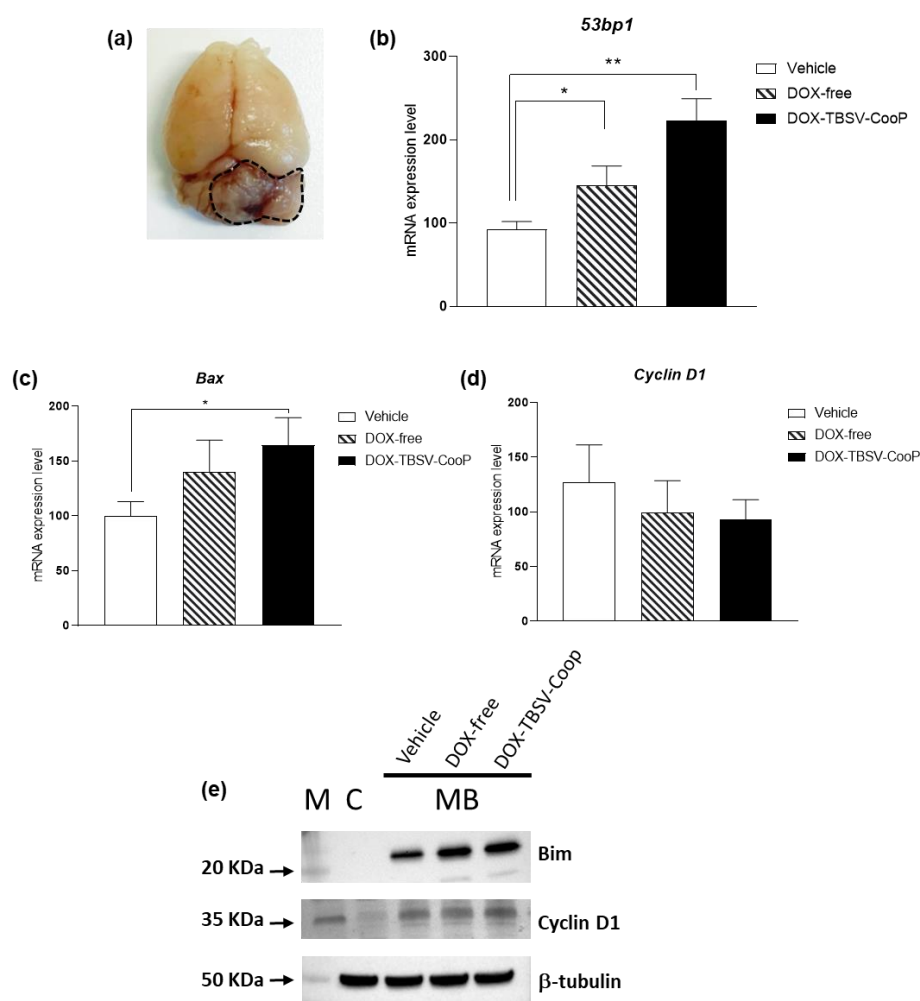 (a)
(b)
53bp1
mRNA expression level
300
200
100
0
*
**
Vehicle
DOX-free
DOX-TBSV-CooP
(c)
Bax
mRNA expression level
200
150
100
50
0
*
Vehicle
DOX-free
DOX-TBSV-CooP
(d)
Cyclin D1
mRNA expression level
200
150
100
50
0
Vehicle
DOX-free
DOX-TBSV-CooP
(e)
Vehicle
DOX-free
DOX-TBSV-Coop
M C MB
20 KDa
Bim
35 KDa
Cyclin D1
50 KDa
β-tubulin